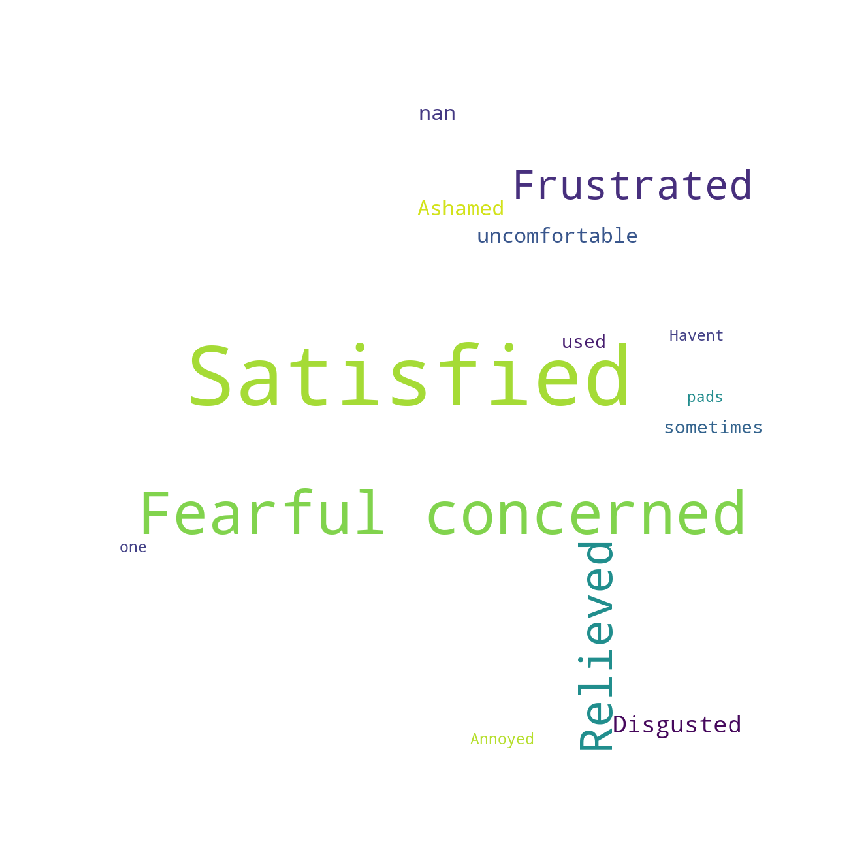 nan
Frustrated
Ashamed
uncomfortable
used
Havent
Satisfied
pads
sometimes
Fearful concerned
one
Relieved
Disgusted
Annoyed